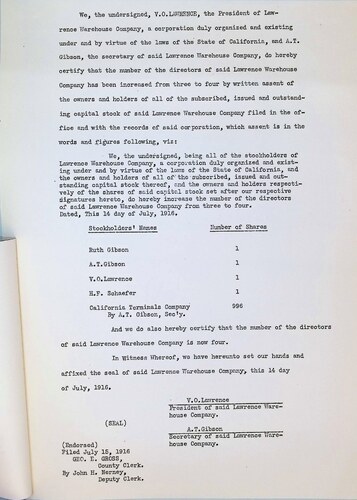 We, the undersigned, V.O.LAWRENCE, the President of Law-
rence Warehouse Company, a corporation duly organized and existing
under and by virtue of the laws of the State of California, and A.T.
Gibson, the secretary of said Lawrence Warehouse Company, do hereby
certify that the number of the directors of said Lawrence Warehouse
Company has been increased from three to four by written assent of
the owners and holders of all of the subscribed, issued and outstand-
ing capital stock of said Lawrence Warehouse Company filed in the of-
fice and with the records of said corporation, which assent is in the
words and figures following, viz:
We, the undersigned, being all of the stockholders of
Lawrence Warehouse Company, a corporation duly organized and exist-
ing under and by virtue of the laws of the State of California, and
the owners and holders of all of the subscribed, issued and out-
standing capital stock thereof, and the owners and holders respecti-
vely of the shares of said capital stock set after our respective
signatures hereto, do hereby increase the number of the directors
of said Lawrence Warehouse Company from three to four.
Dated, This 14 day of July, 1916.
Stockholders' Names Number of Shares
Ruth Gibson 1
A.T.Gibson 1
V.O.Lawrence 1
H.F. Schaefer 1
California Terminals Company 996
By A.T. Gibson, Sec'y.
And we do also hereby certify that the number of the directors
of said Lawrence Warehouse Company is now four.
In Witness Whereof, we have hereunto set our hands and
affixed the seal of said Lawrence Warehouse Company, this 14 day
of July, 1916.
V.O.Lawrence
President of said Lawrence Ware-
house Company.
(SEAL)
A.T.Gibson
Secretary of said Lawrence Ware-
house Company.
(Endorsed)
Filed July 15, 1916
GEO. E. GROSS,
County Clerk.
By John H. Nerney,
Deputy Clerk.